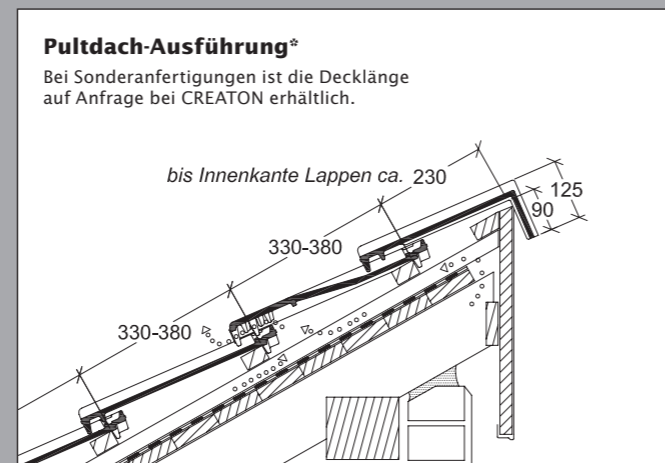 Pultdach-Ausführung*
Bei Sonderanfertigungen ist die Decklänge
auf Anfrage bei CREATON erhältlich.
bis Innenkante Lappen ca. 230
125
90
330-380
330-380